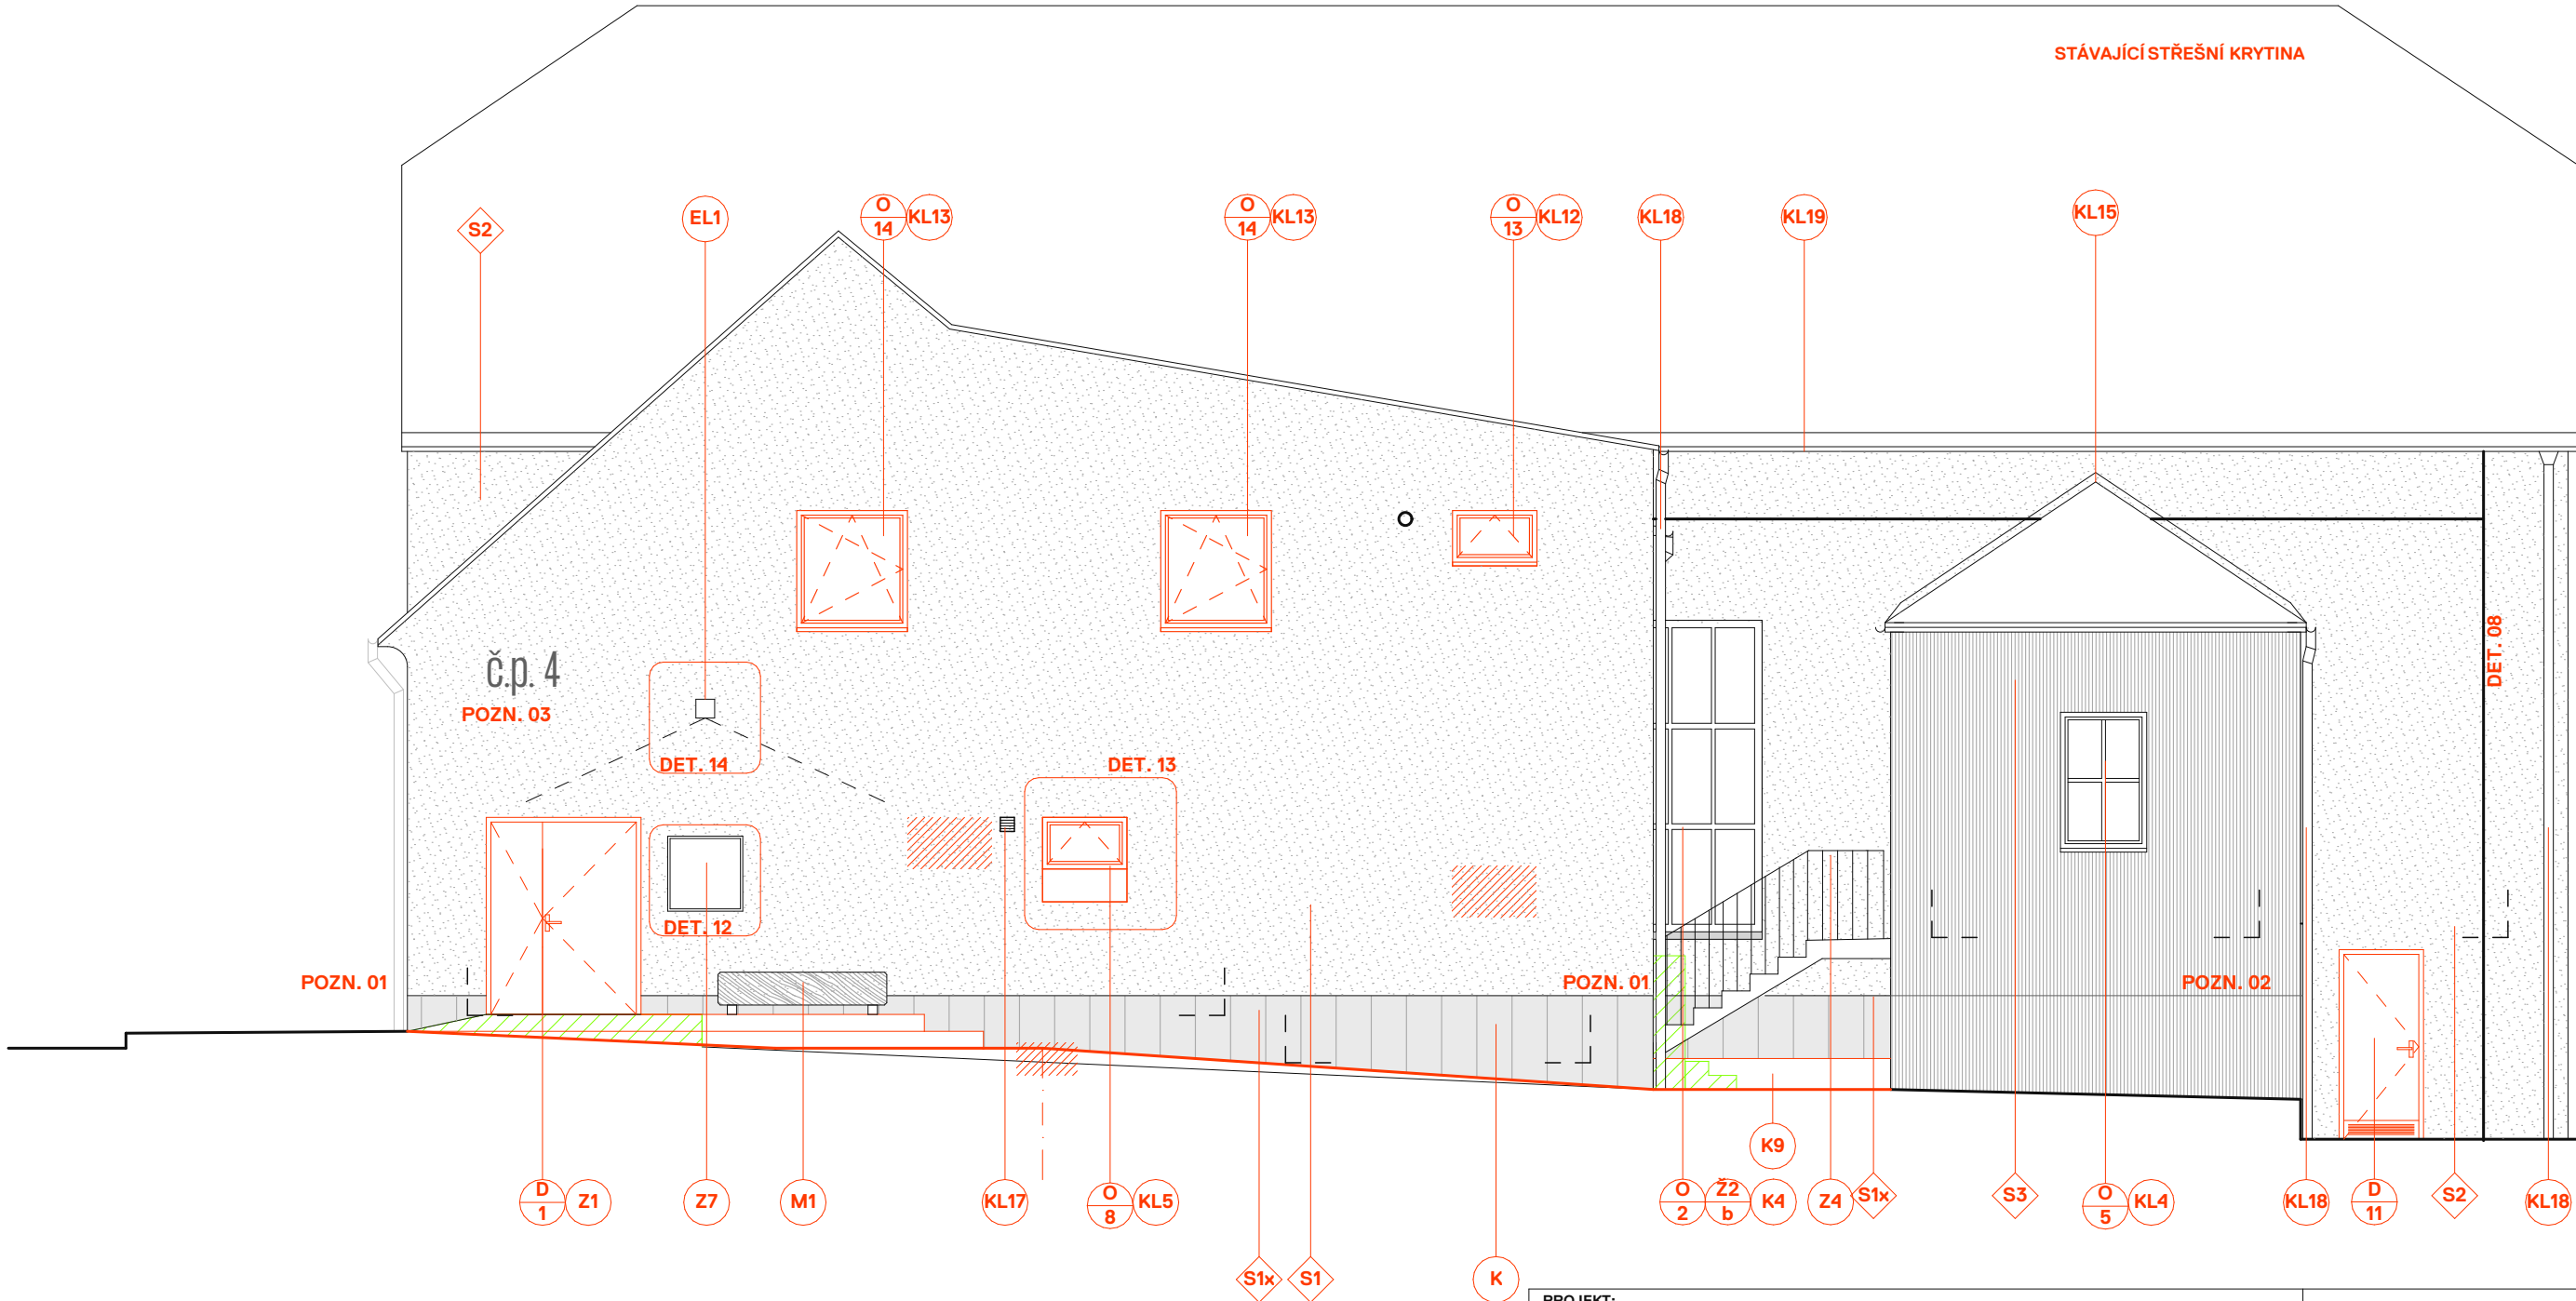 STÁVAJÍCÍ STŘEŠNÍ KRYTINA
S2
EL1
O
14
KL13
O
14
KL13
O
13
KL12
KL18
KL19
KL15
č.p. 4
POZN. 03
DET. 14
DET. 13
DET. 12
DET. 08
POZN. 01
POZN. 01
POZN. 02
K9
D
1
Z1
Z7
M1
KL17
O
8
KL5
O
2
Ž2
b
K4
Z4
S1x
S3
O
5
KL4
KL18
D
11
S2
KL18
S1x
S1
K
PROJEKT: